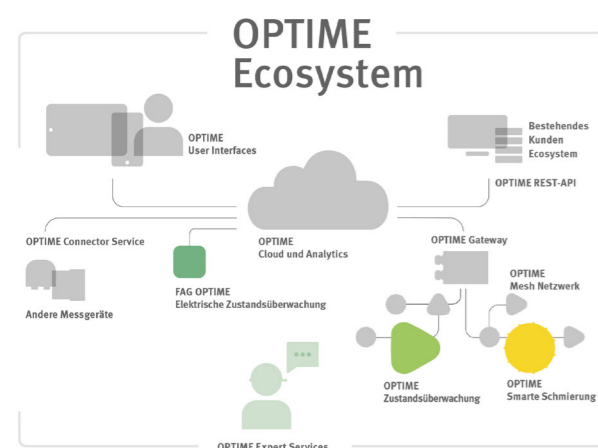 OPTIME
Ecosystem
OPTIME
User Interfaces
Bestehendes
Kunden
Ecosystem
OPTIME REST-API
OPTIME Connector Service
OPTIME
Cloud und Analytics
OPTIME Gateway
FAG OPTIME
Elektrische Zustandsüberwachung
Andere Messgeräte
OPTIME
Mesh Netzwerk
OPTIME
Zustandsüberwachung
OPTIME
Smarte Schmierung
OPTIME Expert Services